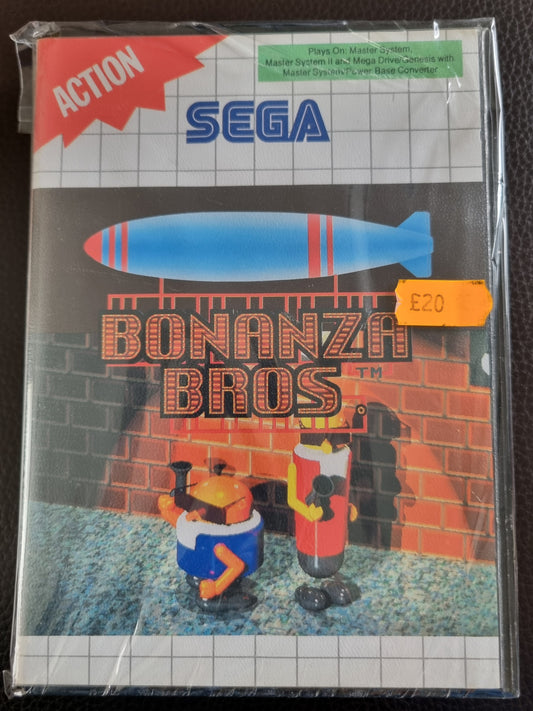 ACTION
Plays On: Master System,
Master System II and Mega Drive/Genesis with
Master System/Power Base Converter
SEGA
£20
BONANZA
BROS.™